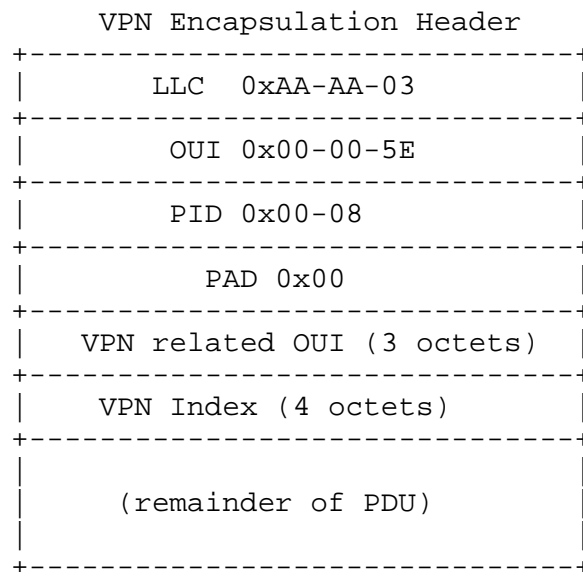 VPN Encapsulation Header
+-------------------------------+
| LLC 0xAA-AA-03 |
+-------------------------------+
| OUI 0x00-00-5E |
+-------------------------------+
| PID 0x00-08 |
+-------------------------------+
| PAD 0x00 |
+-------------------------------+
| VPN related OUI (3 octets) |
+-------------------------------+
| VPN Index (4 octets) |
+-------------------------------+
| |
| (remainder of PDU) |
| |
+-------------------------------+